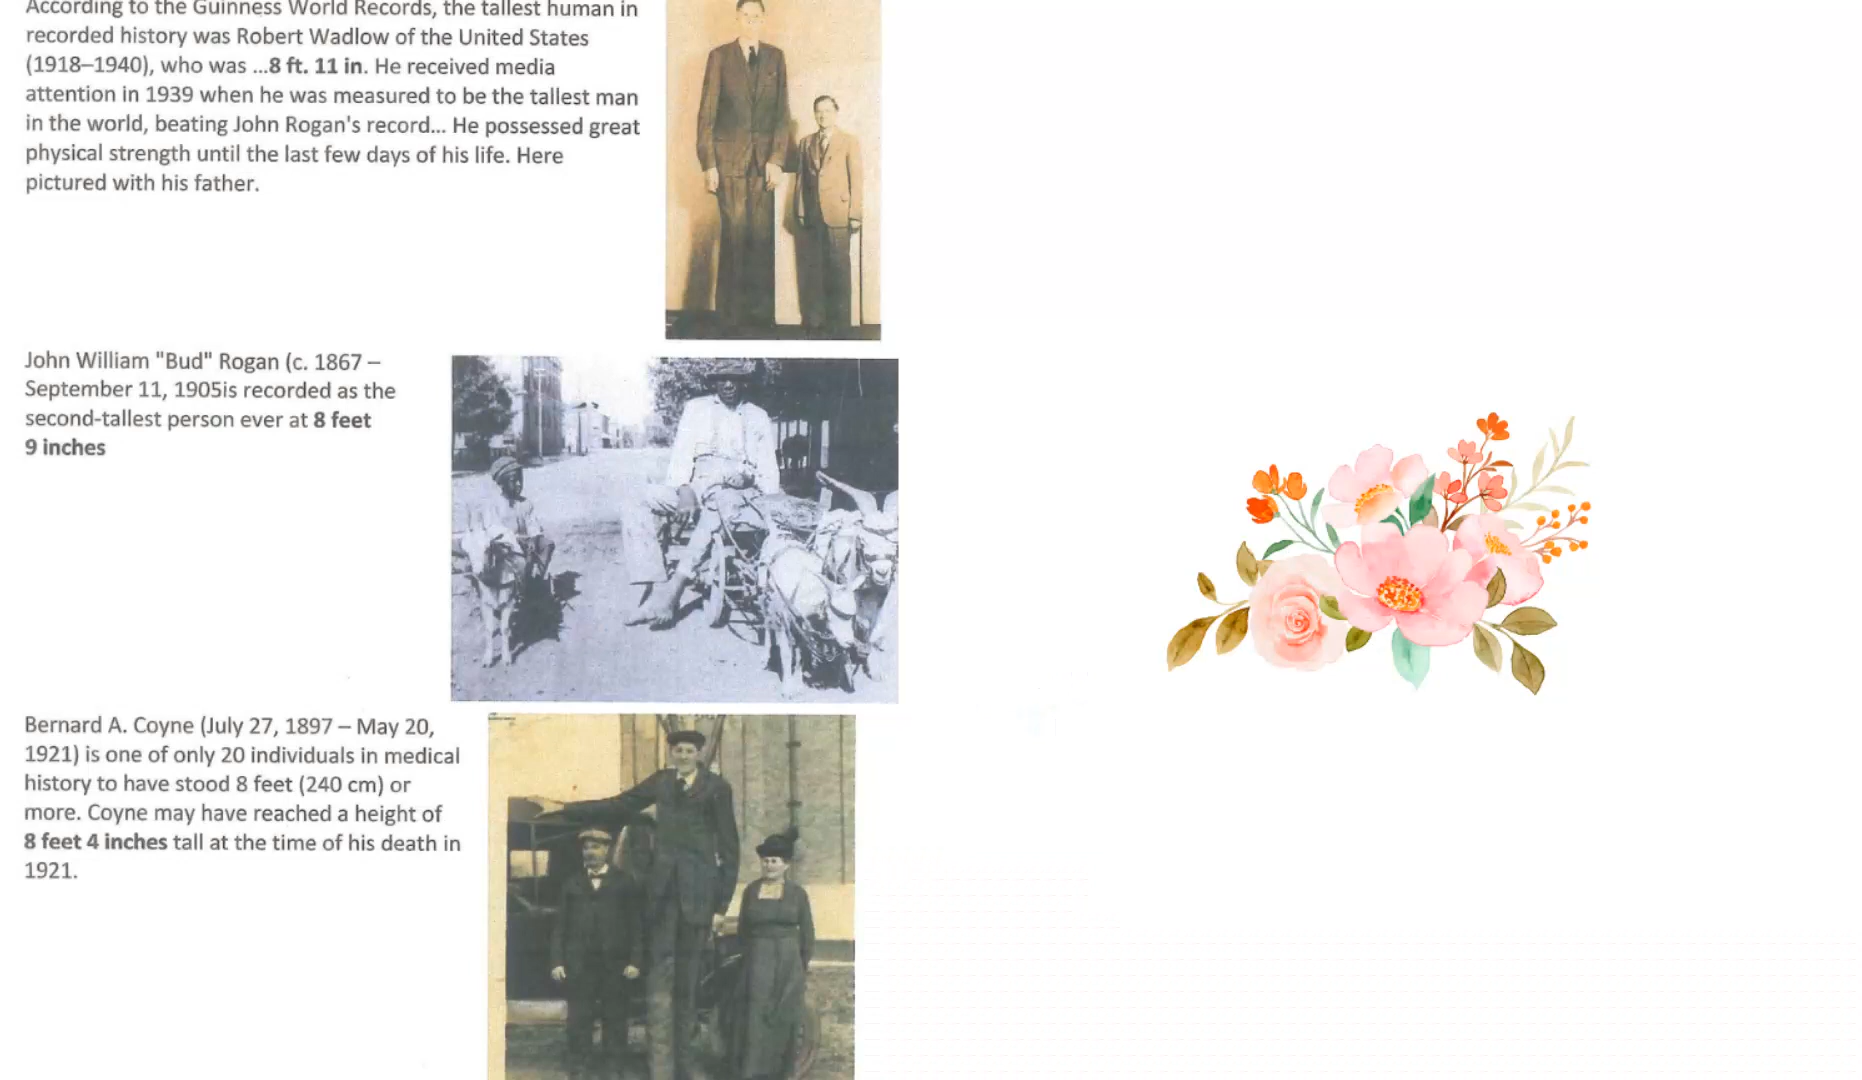 According to the Guinness World Records, the tallest human in
recorded history was Robert Wadlow of the United States
(1918–1940), who was ...8 ft. 11 in. He received media
attention in 1939 when he was measured to be the tallest man
in the world, beating John Rogan's record... He possessed great
physical strength until the last few days of his life. Here
pictured with his father.
John William "Bud" Rogan (c. 1867 –
September 11, 1905is recorded as the
second-tallest person ever at 8 feet
9 inches
Bernard A. Coyne (July 27, 1897 – May 20,
1921) is one of only 20 individuals in medical
history to have stood 8 feet (240 cm) or
more. Coyne may have reached a height of
8 feet 4 inches tall at the time of his death in
1921.